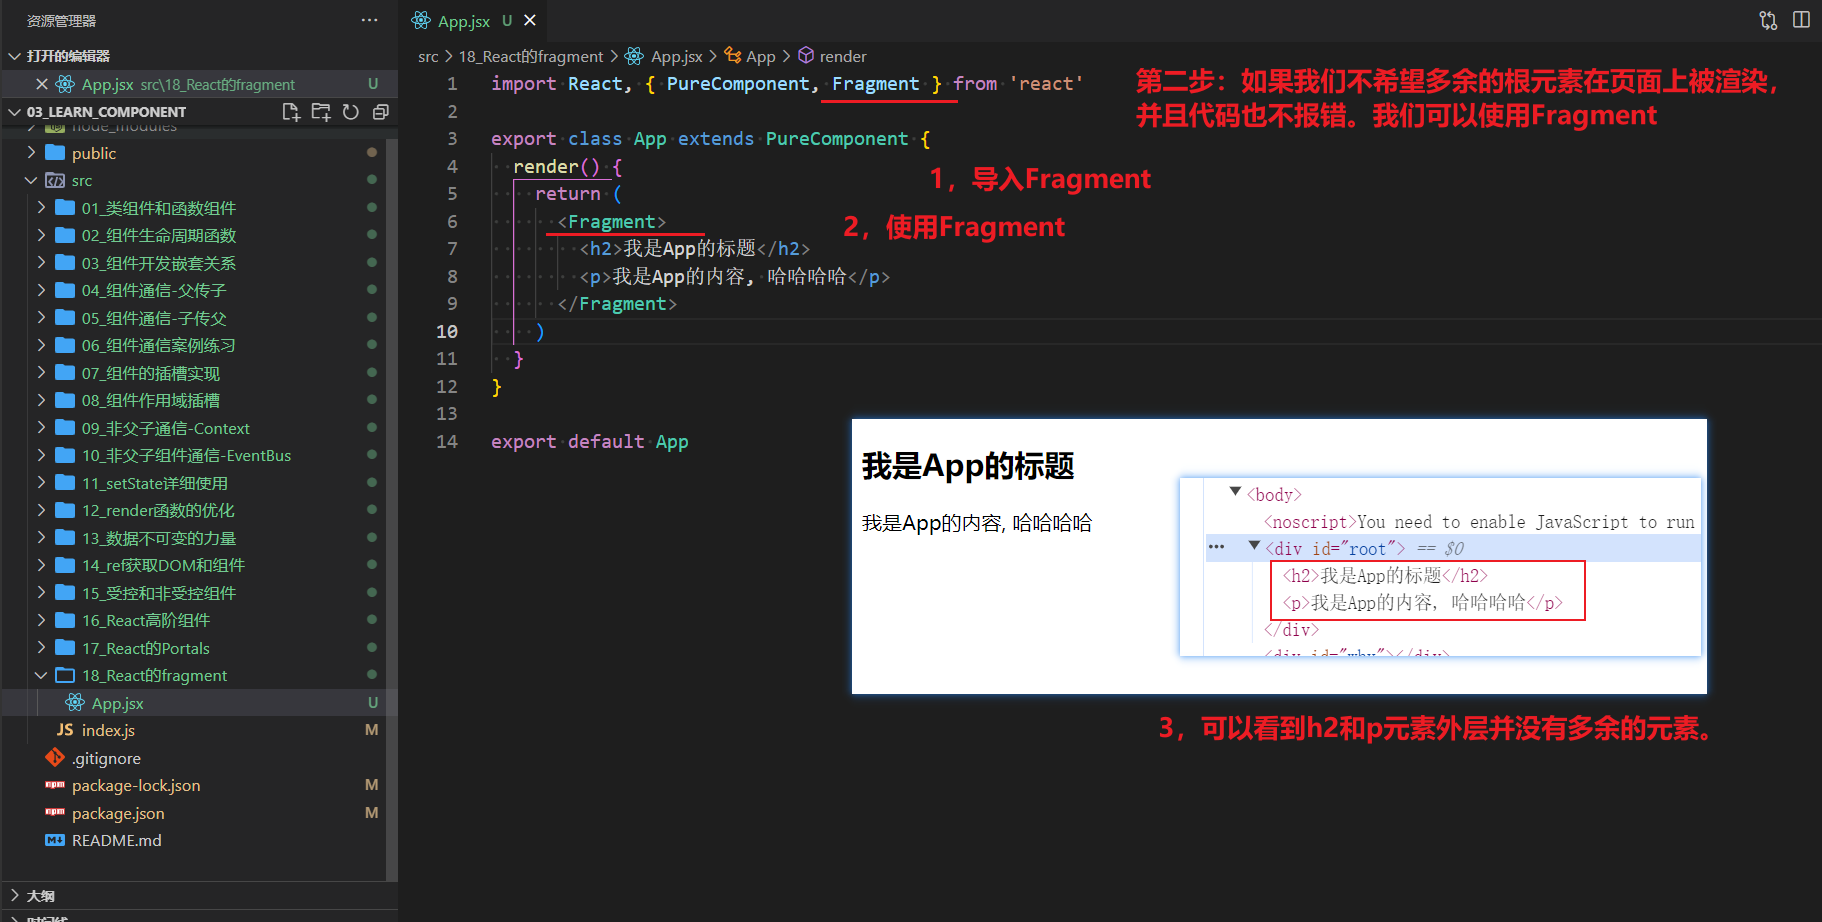 资源管理器
打开的编辑器
App.jsx src\18_React的fragment U
03_LEARN_COMPONENT
node_modules
public
src
01_类组件和函数组件
02_组件生命周期函数
03_组件开发嵌套关系
04_组件通信-父传子
05_组件通信-子传父
06_组件通信案例练习
07_组件的插槽实现
08_组件作用域插槽
09_非父子通信-Context
10_非父子组件通信-EventBus
11_setState详细使用
12_render函数的优化
13_数据不可变的力量
14_ref获取DOM和组件
15_受控和非受控组件
16_React高阶组件
17_React的Portals
18_React的fragment
App.jsx U
JS index.js M
.gitignore
npm package-lock.json M
npm package.json M
README.md
大纲
时间线
App.jsx U
src > 18_React的fragment > App.jsx > App > render
1 import React, { PureComponent, Fragment } from 'react'
2
3 export class App extends PureComponent {
4 render() {
5 return (
6 <Fragment>
7 <h2>我是App的标题</h2>
8 <p>我是App的内容, 哈哈哈哈</p>
9 </Fragment>
10 )
11 }
12 }
13
14 export default App
第二步：如果我们不希望多余的根元素在页面上被渲染，
并且代码也不报错。我们可以使用Fragment
1，导入Fragment
2，使用Fragment
我是App的标题
我是App的内容, 哈哈哈哈
<body>
<noscript>You need to enable JavaScript to run
<div id="root"> == $0
<h2>我是App的标题</h2>
<p>我是App的内容, 哈哈哈哈</p>
</div>
<div id="why"></div>
3，可以看到h2和p元素外层并没有多余的元素。